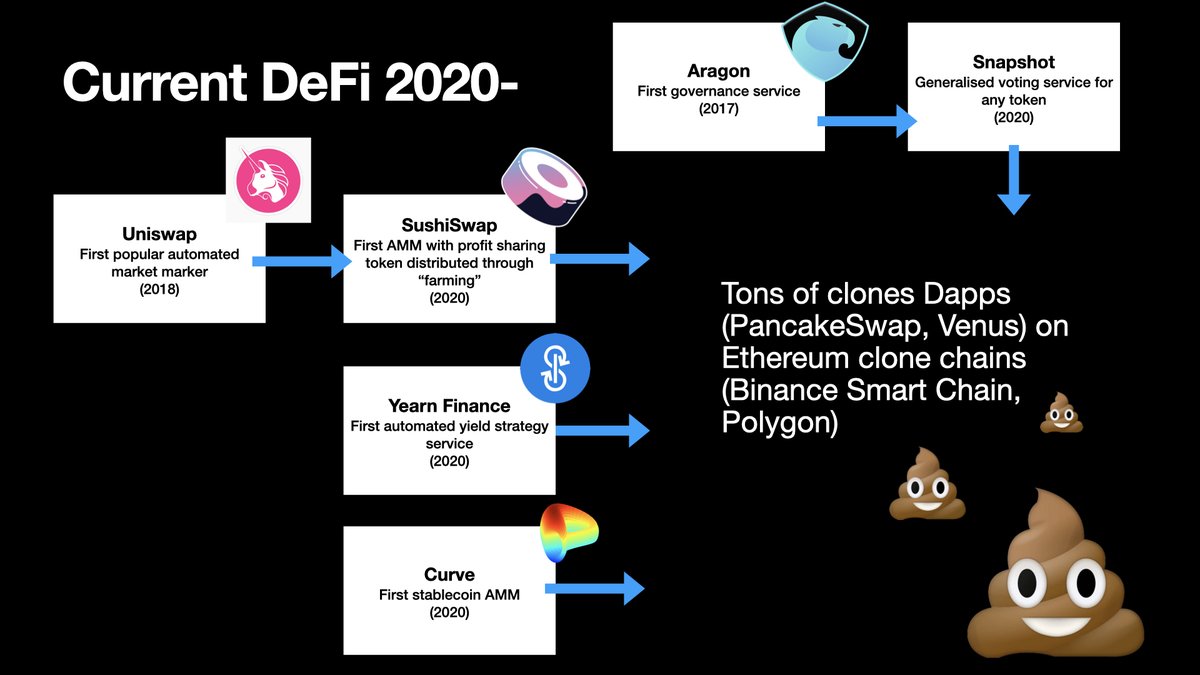 Current DeFi 2020-
Aragon
First governance service
(2017)
Snapshot
Generalised voting service for
any token
(2020)
Uniswap
First popular automated
market marker
(2018)
SushiSwap
First AMM with profit sharing
token distributed through
“farming”
(2020)
Yearn Finance
First automated yield strategy
service
(2020)
Curve
First stablecoin AMM
(2020)
Tons of clones Dapps
(PancakeSwap, Venus) on
Ethereum clone chains
(Binance Smart Chain,
Polygon)